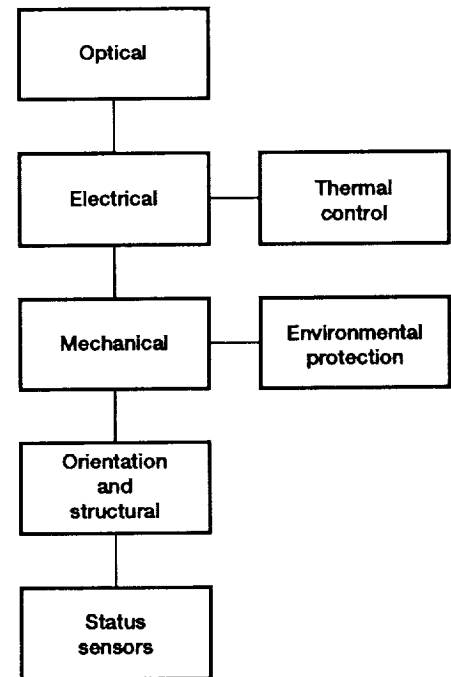 Optical
Electrical
Thermal
control
Mechanical
Environmental
protection
Orientation
and
structural
Status
sensors